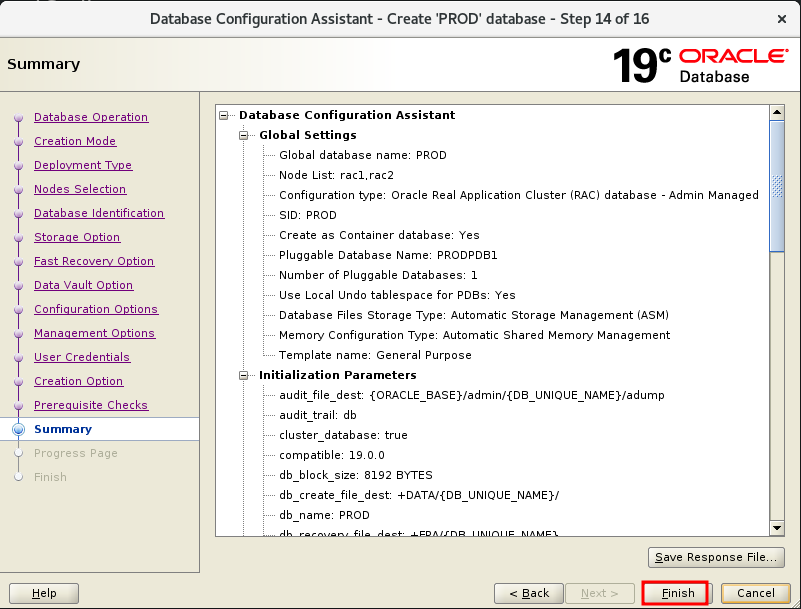 Database Configuration Assistant - Create 'PROD' database - Step 14 of 16
Summary
19c ORACLE
Database
Database Operation
Creation Mode
Deployment Type
Nodes Selection
Database Identification
Storage Option
Fast Recovery Option
Data Vault Option
Configuration Options
Management Options
User Credentials
Creation Option
Prerequisite Checks
Summary
Progress Page
Finish
Database Configuration Assistant
Global Settings
Global database name: PROD
Node List: rac1,rac2
Configuration type: Oracle Real Application Cluster (RAC) database - Admin Managed
SID: PROD
Create as Container database: Yes
Pluggable Database Name: PRODPDB1
Number of Pluggable Databases: 1
Use Local Undo tablespace for PDBs: Yes
Database Files Storage Type: Automatic Storage Management (ASM)
Memory Configuration Type: Automatic Shared Memory Management
Template name: General Purpose
Initialization Parameters
audit_file_dest: {ORACLE_BASE}/admin/{DB_UNIQUE_NAME}/adump
audit_trail: db
cluster_database: true
compatible: 19.0.0
db_block_size: 8192 BYTES
db_create_file_dest: +DATA/{DB_UNIQUE_NAME}/
db_name: PROD
db_recovery_file_dest: +FRA/{DB_UNIQUE_NAME}
Save Response File...
Help
< Back
Next >
Finish
Cancel